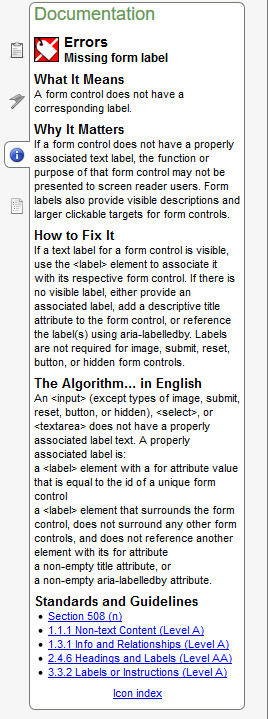 Documentation
Errors
Missing form label
What It Means
A form control does not have a
corresponding label.
Why It Matters
If a form control does not have a properly
associated text label, the function or
purpose of that form control may not be
presented to screen reader users. Form
labels also provide visible descriptions and
larger clickable targets for form controls.
How to Fix It
If a text label for a form control is visible,
use the <label> element to associate it
with its respective form control. If there is
no visible label, either provide an
associated label, add a descriptive title
attribute to the form control, or reference
the label(s) using aria-labelledby. Labels
are not required for image, submit, reset,
button, or hidden form controls.
The Algorithm... in English
An <input> (except types of image, submit,
reset, button, or hidden), <select>, or
<textarea> does not have a properly
associated label text. A properly
associated label is:
a <label> element with a for attribute value
that is equal to the id of a unique form
control
a <label> element that surrounds the form
control, does not surround any other form
controls, and does not reference another
element with its for attribute
a non-empty title attribute, or
a non-empty aria-labelledby attribute.
Standards and Guidelines
• Section 508 (n)
• 1.1.1 Non-text Content (Level A)
• 1.3.1 Info and Relationships (Level A)
• 2.4.6 Headings and Labels (Level AA)
• 3.3.2 Labels or Instructions (Level A)
Icon index